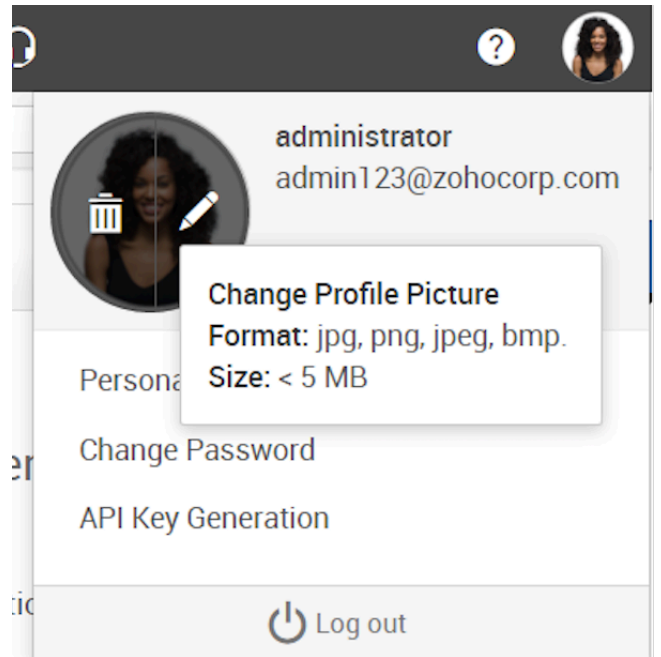 ?
administrator
admin123@zohocorp.com
Change Profile Picture
Format: jpg, png, jpeg, bmp.
Size: < 5 MB
Change Password
API Key Generation
Log out